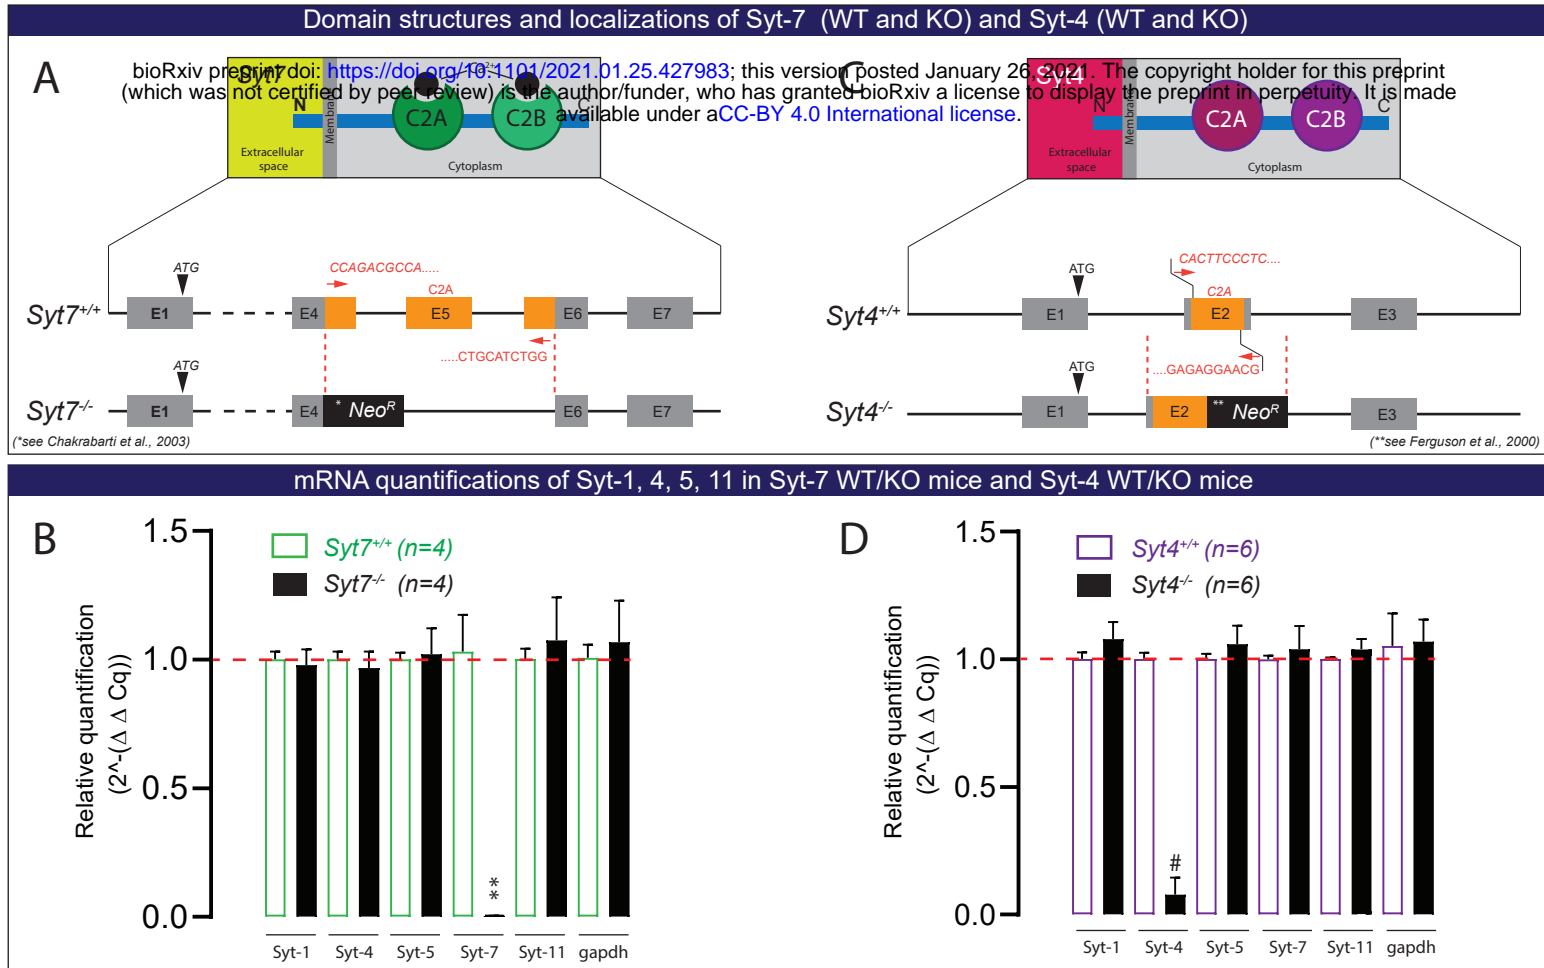 Domain structures and localizations of Syt-7 (WT and KO) and Syt-4 (WT and KO)
A
bioRxiv preprint doi: https://doi.org/10.1101/2021.01.25.427983; this version posted January 26, 2021. The copyright holder for this preprint
(which was not certified by peer review) is the author/funder, who has granted bioRxiv a license to display the preprint in perpetuity. It is made
available under aCC-BY 4.0 International license.
Syt7
Ca2+
N
Membrane
C2A
C2B
C
Extracellular
space
Cytoplasm
ATG
CCAGACGCCA.....
C2A
Syt7+/+
E1
E4
E5
E6
E7
.....CTGCATCTGG
ATG
Syt7-/-
E1
E4
* NeoR
E6
E7
(*see Chakrabarti et al., 2003)
C
Syt4
N
Membrane
C2A
C2B
C
Extracellular
space
Cytoplasm
ATG
CACTTCCCTC....
C2A
Syt4+/+
E1
E2
E3
....GAGAGGAACG
ATG
Syt4-/-
E1
E2
** NeoR
E3
(**see Ferguson et al., 2000)
mRNA quantifications of Syt-1, 4, 5, 11 in Syt-7 WT/KO mice and Syt-4 WT/KO mice
B
Relative quantification
(2^-(Δ Δ Cq))
1.5
1.0
0.5
0.0
Syt7+/+ (n=4)
Syt7-/- (n=4)
**
Syt-1
Syt-4
Syt-5
Syt-7
Syt-11
gapdh
D
Relative quantification
(2^-(Δ Δ Cq))
1.5
1.0
0.5
0.0
Syt4+/+ (n=6)
Syt4-/- (n=6)
#
Syt-1
Syt-4
Syt-5
Syt-7
Syt-11
gapdh